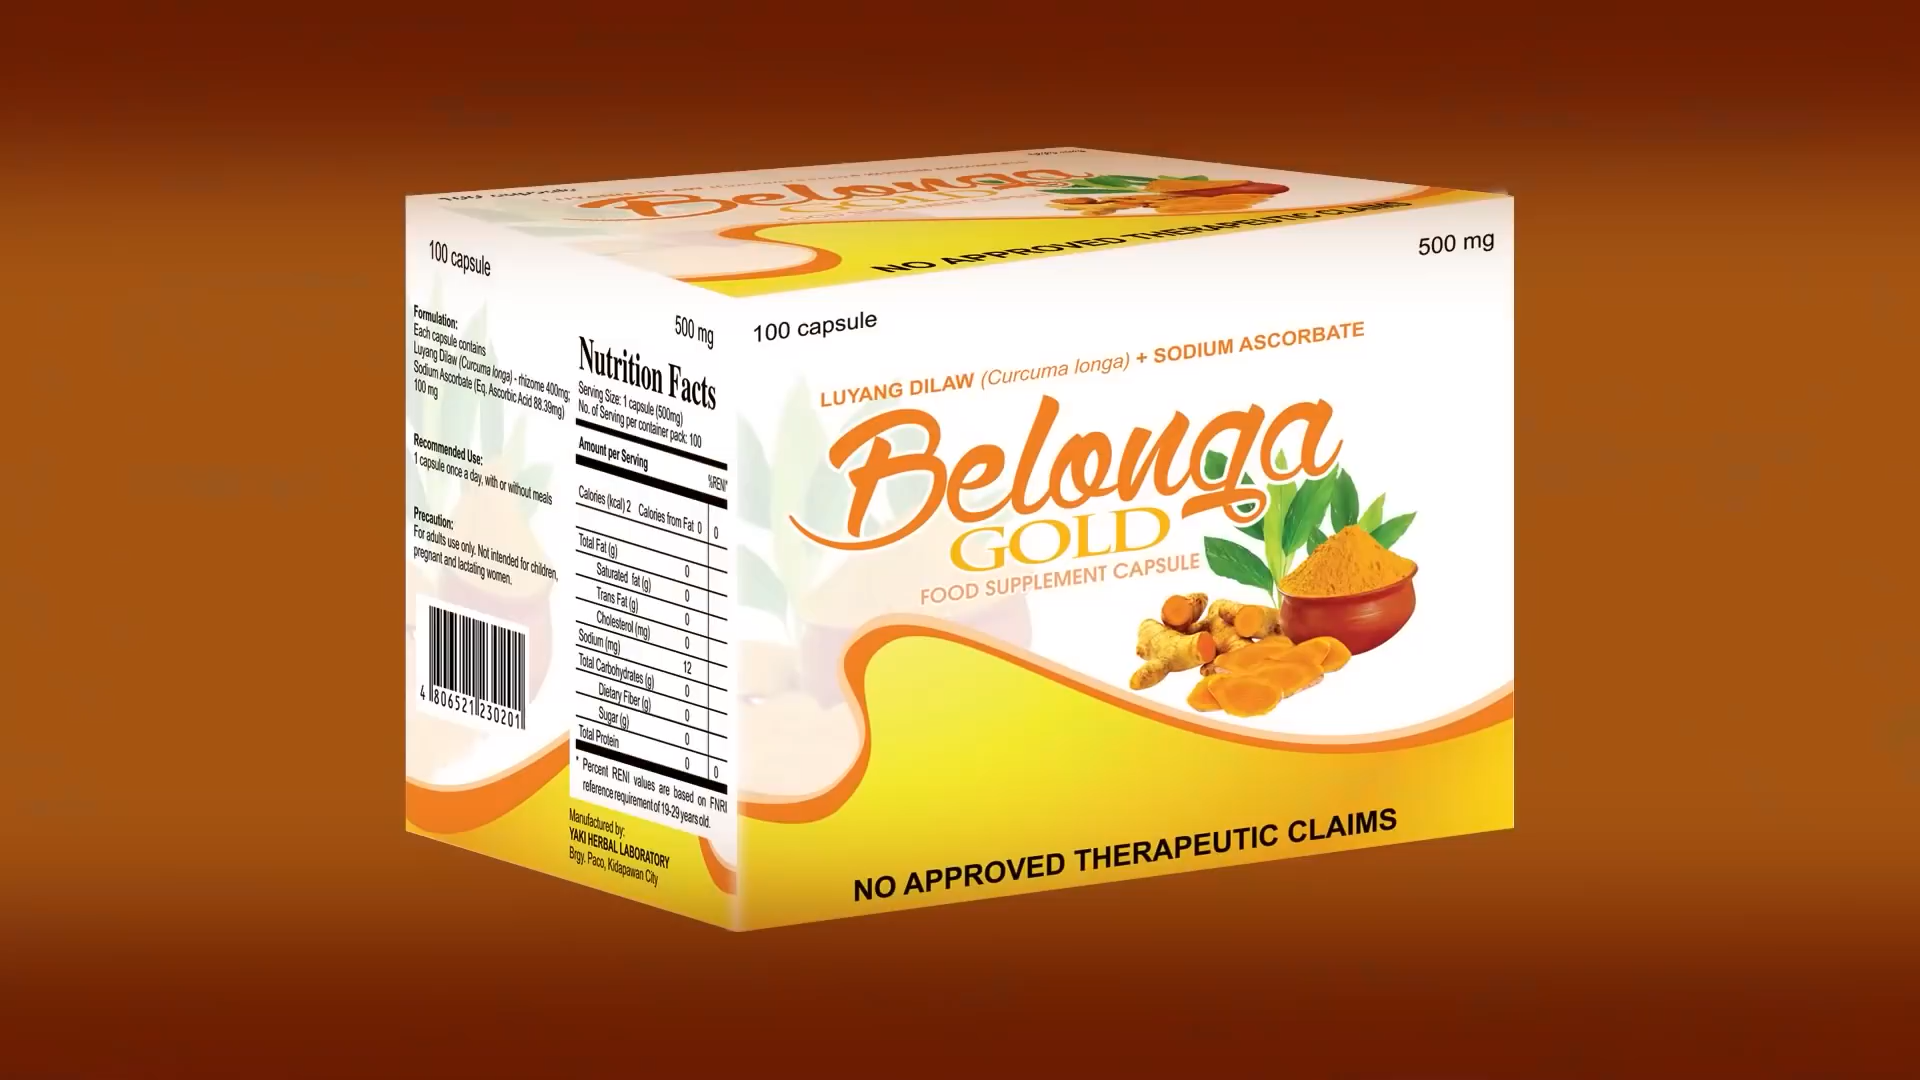 Belonga
GOLD
NO APPROVED THERAPEUTIC CLAIMS
100 capsule
500 mg
Formulation:
Each capsule contains
Luyang Dilaw (Curcuma longa) - rhizome 400mg;
Sodium Ascorbate (Eq. Ascorbic Acid 88.39mg)
100 mg
Recommended Use:
1 capsule once a day, with or without meals
Precaution:
For adults use only. Not intended for children,
pregnant and lactating women.
4 806521 230201
Nutrition Facts
Serving Size: 1 capsule (500mg)
No. of Serving per container pack: 100
Amount per Serving
%RENI*
Calories (kcal) 2 Calories from Fat 0 0
Total Fat (g) 0
Saturated fat (g) 0
Trans Fat (g) 0
Cholesterol (mg) 0
Sodium (mg) 12
Total Carbohydrates (g) 0
Dietary Fiber (g) 0
Sugar (g) 0
Total Protein 0 0
* Percent RENI values are based on FNRI
reference requirement of 19-29 years old.
Manufactured by:
YAKI HERBAL LABORATORY
Brgy. Paco, Kidapawan City
100 capsule
500 mg
LUYANG DILAW (Curcuma longa) + SODIUM ASCORBATE
Belonga
GOLD
FOOD SUPPLEMENT CAPSULE
NO APPROVED THERAPEUTIC CLAIMS